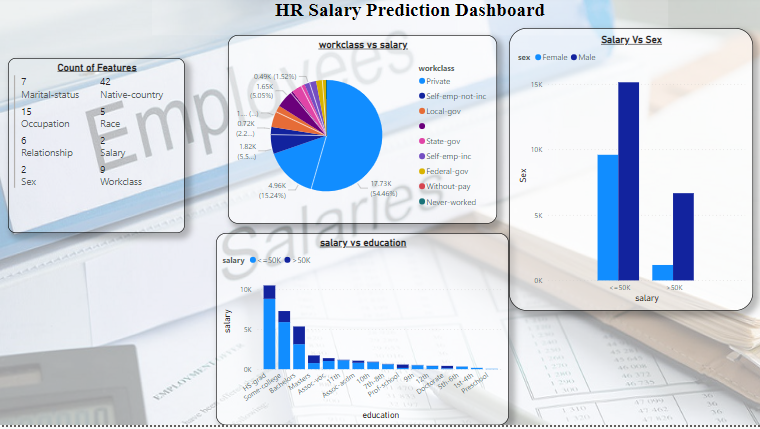 HR Salary Prediction Dashboard
Count of Features
7 42
Marital-status Native-country
15 5
Occupation Race
6 2
Relationship Salary
2 9
Sex Workclass
workclass vs salary
0.49K (1.52%)
1.65K
(5.05%)
1.... (...)
0.72K
(2.2...)
1.82K
(5.5...)
4.96K
(15.24%)
17.73K
(54.46%)
workclass
Private
Self-emp-not-inc
Local-gov
State-gov
Self-emp-inc
Federal-gov
Without-pay
Never-worked
Salary Vs Sex
sex Female Male
15K
10K
5K
0K
Sex
<=50K >50K
salary
salary vs education
salary <=50K >50K
10K
5K
0K
salary
HS-grad
Some-college
Bachelors
Masters
Assoc-voc
11th
Assoc-acdm
10th
7th-8th
Prof-school
9th
12th
Doctorate
5th-6th
1st-4th
Preschool
education
Employees
Salaries